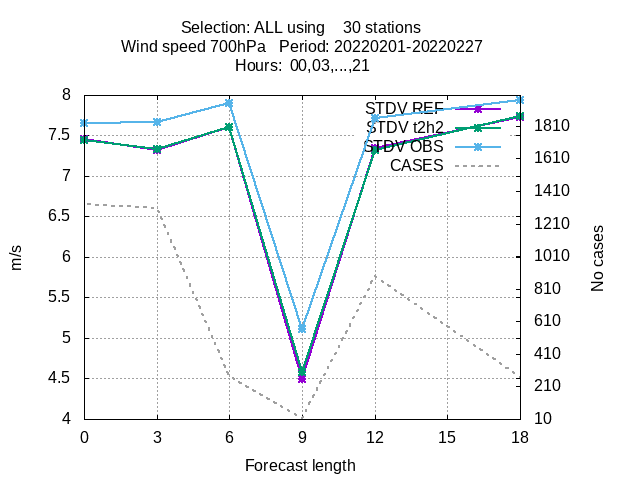 Selection: ALL using    30 stations
Wind speed 700hPa   Period: 20220201-20220227
Hours:  00,03,...,21
8
7.5
7
6.5
6
5.5
5
4.5
4
m/s
STDV REF
STDV t2h2
STDV OBS
CASES
1810
1610
1410
1210
1010
810
610
410
210
10
No cases
0 3 6 9 12 15 18
Forecast length